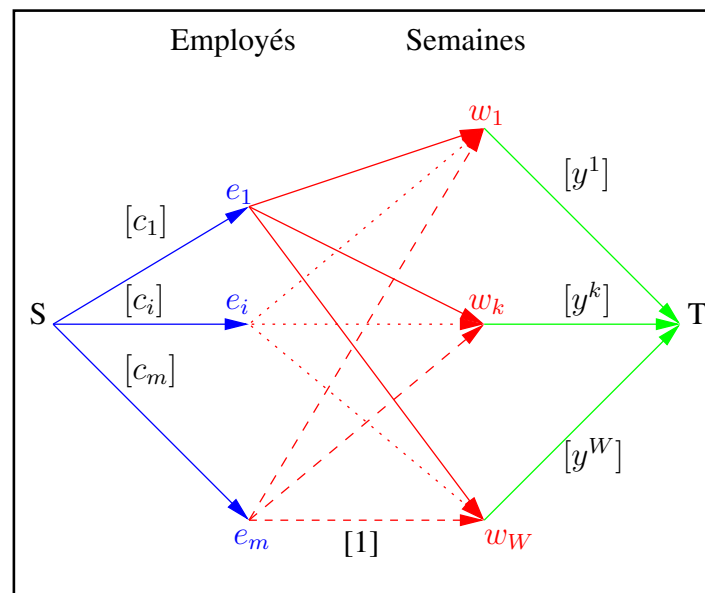 Employés Semaines
w_1
[y^1]
e_1
[c_1]
[c_i] e_i w_k [y^k]
S T
[c_m]
[y^W]
e_m [1] w_W